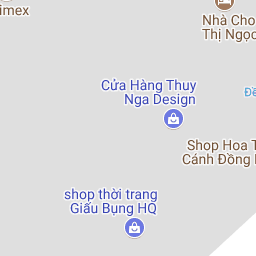 imex
Nhà Cho
Thị Ngọc
Cửa Hàng Thuy
Nga Design
Shop Hoa T
Cánh Đồng
shop thời trang
Giấu Bụng HQ